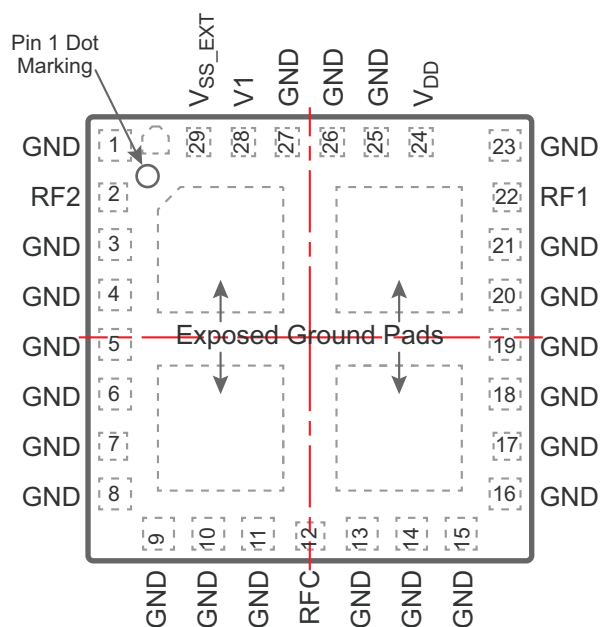 Pin 1 Dot
Marking
VSS_EXT
V1
GND
GND
GND
VDD
29
28
27
26
25
24
GND 1
23 GND
RF2 2
22 RF1
GND 3
21 GND
GND 4
20 GND
Exposed Ground Pads
GND 5
19 GND
GND 6
18 GND
GND 7
17 GND
GND 8
16 GND
9
10
11
12
13
14
15
GND
GND
GND
RFC
GND
GND
GND